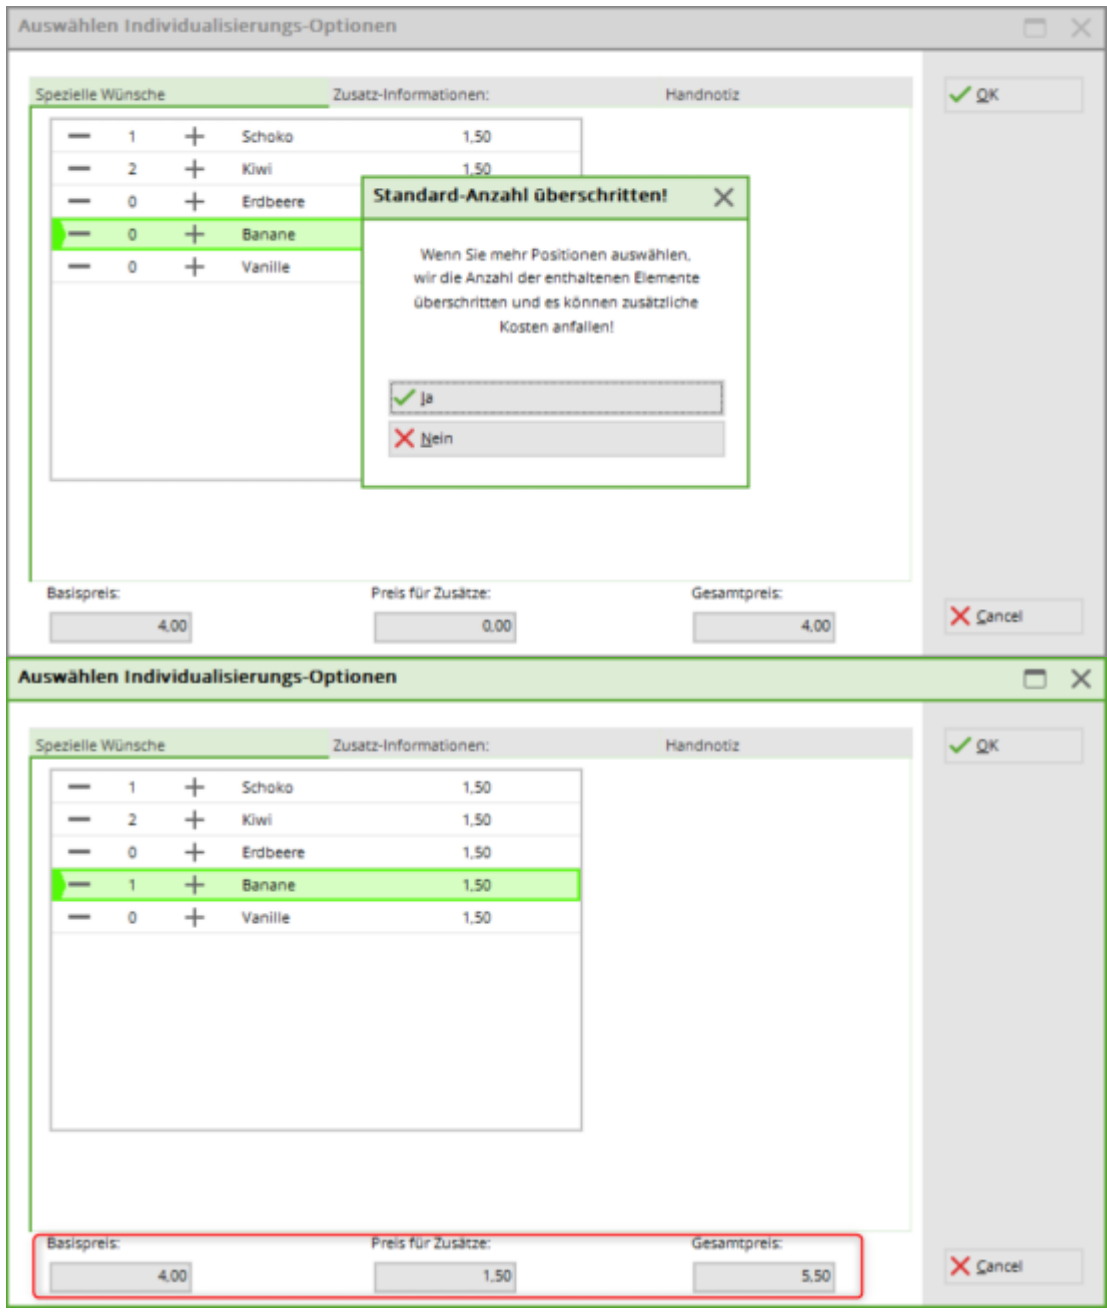 Auswählen Individualisierungs-Optionen
Spezielle Wünsche Zusatz-Informationen: Handnotiz
OK
1 Schoko 1,50
2 Kiwi 1,50
0 Erdbeere
0 Banane
0 Vanille
Standard-Anzahl überschritten!
Wenn Sie mehr Positionen auswählen,
wir die Anzahl der enthaltenen Elemente
überschritten und es können zusätzliche
Kosten anfallen!
Ja
Nein
Basispreis: Preis für Zusätze: Gesamtpreis:
4,00 0,00 4,00
Cancel
Auswählen Individualisierungs-Optionen
Spezielle Wünsche Zusatz-Informationen: Handnotiz
OK
1 Schoko 1,50
2 Kiwi 1,50
0 Erdbeere 1,50
1 Banane 1,50
0 Vanille 1,50
Basispreis: Preis für Zusätze: Gesamtpreis:
4,00 1,50 5,50
Cancel